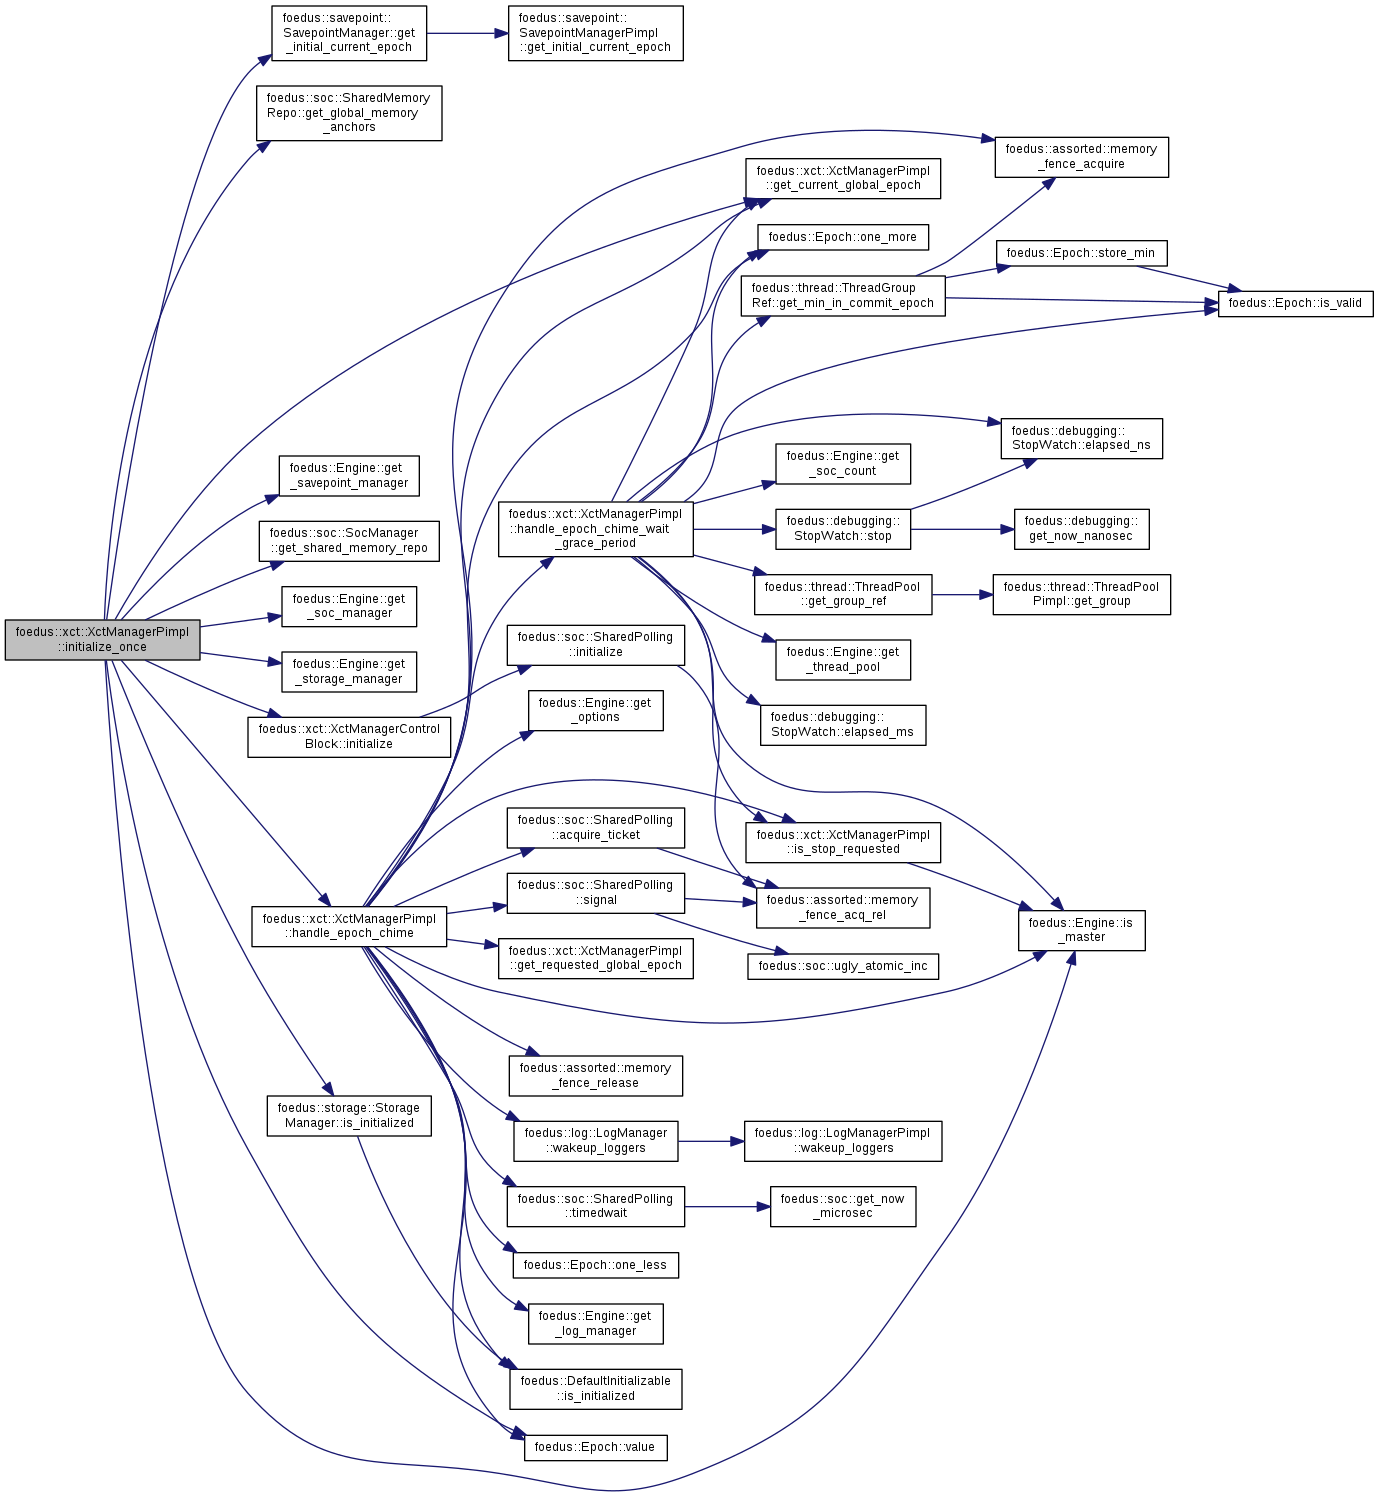 foedus::savepoint::
SavepointManager::get
_initial_current_epoch
foedus::savepoint::
SavepointManagerPimpl
::get_initial_current_epoch
foedus::soc::SharedMemory
Repo::get_global_memory
_anchors
foedus::assorted::memory
_fence_acquire
foedus::xct::XctManagerPimpl
::get_current_global_epoch
foedus::Epoch::one_more
foedus::Epoch::store_min
foedus::thread::ThreadGroup
Ref::get_min_in_commit_epoch
foedus::Epoch::is_valid
foedus::debugging::
StopWatch::elapsed_ns
foedus::Engine::get
_savepoint_manager
foedus::Engine::get
_soc_count
foedus::xct::XctManagerPimpl
::handle_epoch_chime_wait
_grace_period
foedus::debugging::
StopWatch::stop
foedus::debugging::
get_now_nanosec
foedus::soc::SocManager
::get_shared_memory_repo
foedus::thread::ThreadPool
::get_group_ref
foedus::thread::ThreadPool
Pimpl::get_group
foedus::Engine::get
_soc_manager
foedus::xct::XctManagerPimpl
::initialize_once
foedus::soc::SharedPolling
::initialize
foedus::Engine::get
_thread_pool
foedus::Engine::get
_storage_manager
foedus::Engine::get
_options
foedus::debugging::
StopWatch::elapsed_ms
foedus::xct::XctManagerControl
Block::initialize
foedus::soc::SharedPolling
::acquire_ticket
foedus::xct::XctManagerPimpl
::is_stop_requested
foedus::soc::SharedPolling
::signal
foedus::assorted::memory
_fence_acq_rel
foedus::xct::XctManagerPimpl
::handle_epoch_chime
foedus::Engine::is
_master
foedus::xct::XctManagerPimpl
::get_requested_global_epoch
foedus::soc::ugly_atomic_inc
foedus::assorted::memory
_fence_release
foedus::storage::Storage
Manager::is_initialized
foedus::log::LogManager
::wakeup_loggers
foedus::log::LogManagerPimpl
::wakeup_loggers
foedus::soc::SharedPolling
::timedwait
foedus::soc::get_now
_microsec
foedus::Epoch::one_less
foedus::Engine::get
_log_manager
foedus::DefaultInitializable
::is_initialized
foedus::Epoch::value